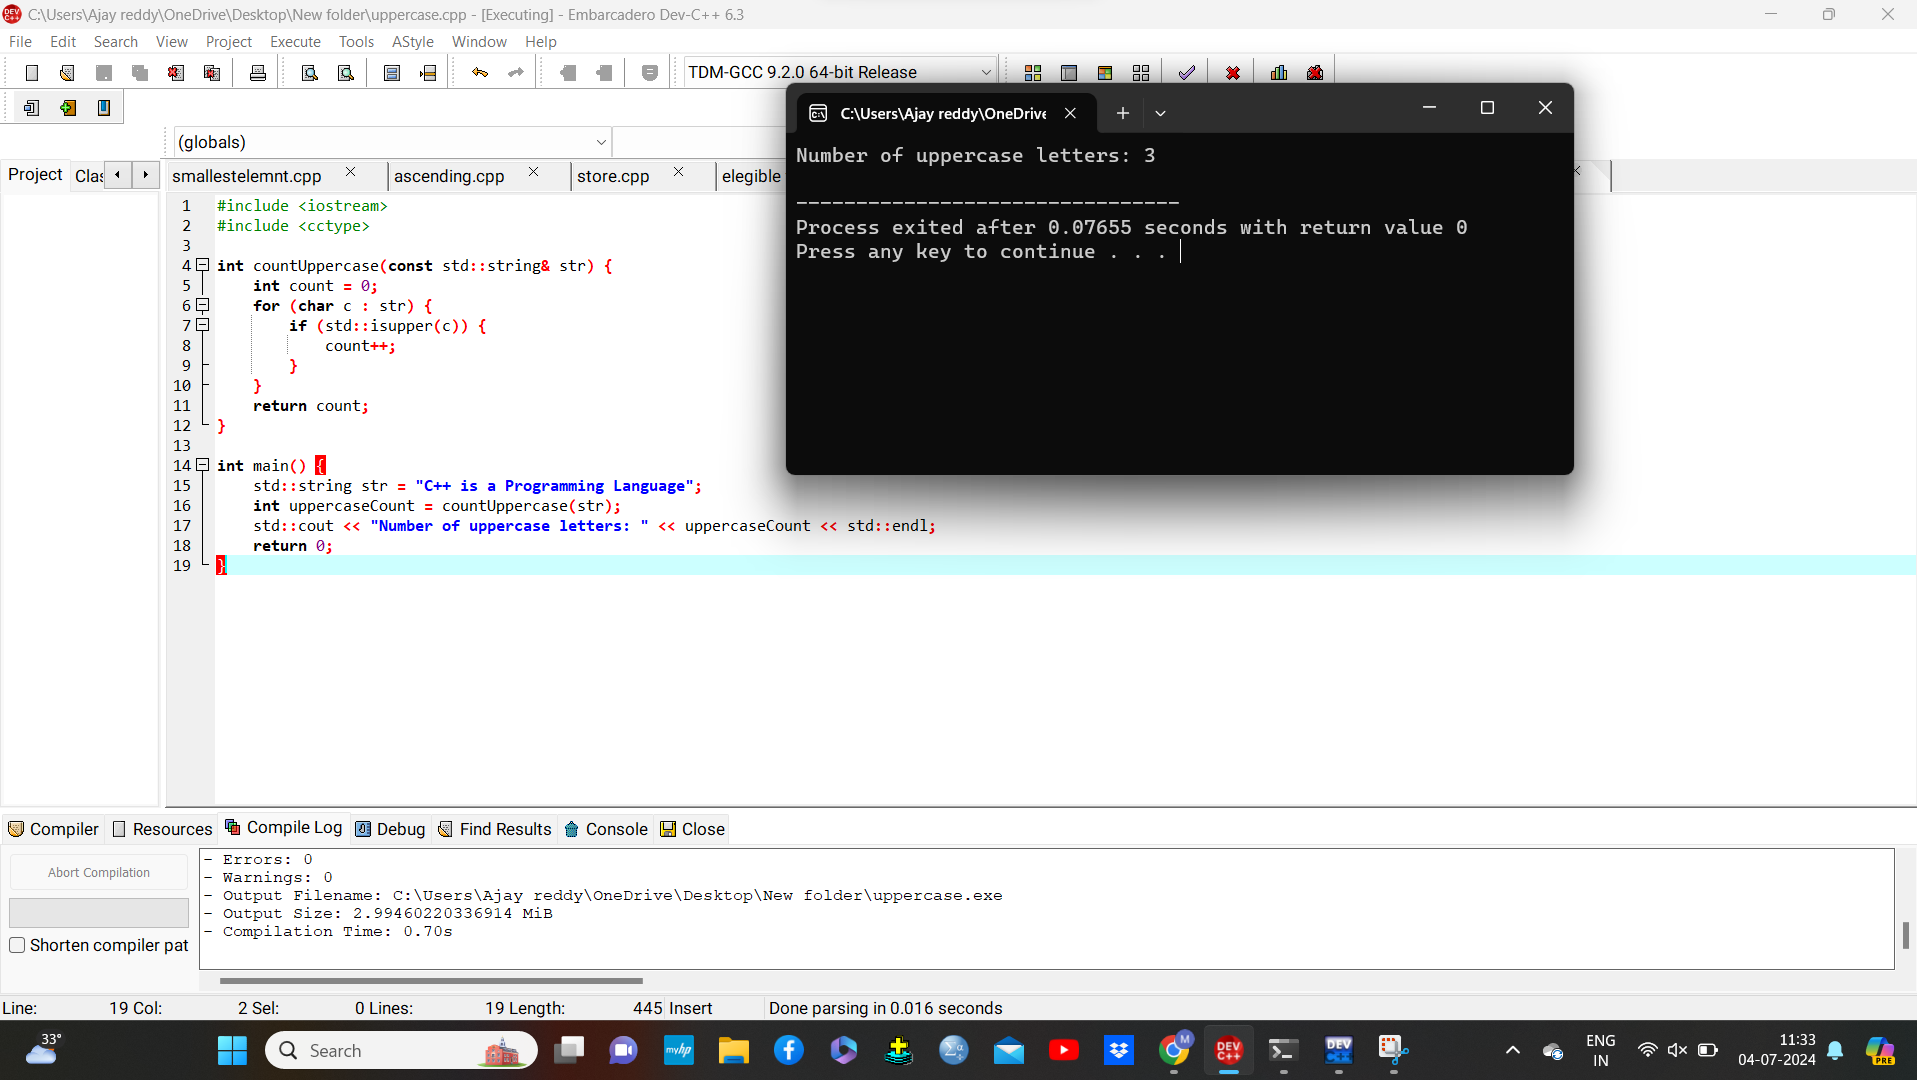 C:\Users\Ajay reddy\OneDrive\Desktop\New folder\uppercase.cpp - [Executing] - Embarcadero Dev-C++ 6.3
File Edit Search View Project Execute Tools AStyle Window Help
TDM-GCC 9.2.0 64-bit Release
(globals)
Project Clas
smallestelemnt.cpp ascending.cpp store.cpp elegible
1 #include <iostream>
2 #include <cctype>
3
4 int countUppercase(const std::string& str) {
5 int count = 0;
6 for (char c : str) {
7 if (std::isupper(c)) {
8 count++;
9 }
10 }
11 return count;
12 }
13
14 int main() {
15 std::string str = "C++ is a Programming Language";
16 int uppercaseCount = countUppercase(str);
17 std::cout << "Number of uppercase letters: " << uppercaseCount << std::endl;
18 return 0;
19 }
C:\Users\Ajay reddy\OneDrive
Number of uppercase letters: 3
--------------------------------
Process exited after 0.07655 seconds with return value 0
Press any key to continue . . .
Compiler Resources Compile Log Debug Find Results Console Close
Abort Compilation
Shorten compiler pat
- Errors: 0
- Warnings: 0
- Output Filename: C:\Users\Ajay reddy\OneDrive\Desktop\New folder\uppercase.exe
- Output Size: 2.99460220336914 MiB
- Compilation Time: 0.70s
Line: 19 Col: 2 Sel: 0 Lines: 19 Length: 445 Insert Done parsing in 0.016 seconds
33°
Search
myhp
DEV C++
DEV C++
M
ENG
IN
11:33
04-07-2024
PRE